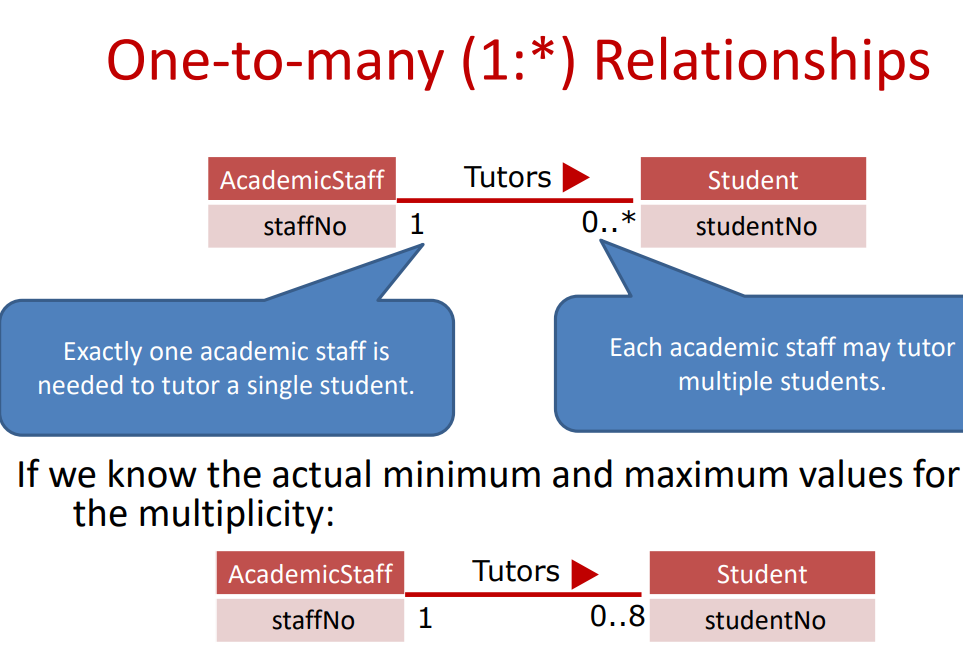 One-to-many (1:*) Relationships
AcademicStaff
Tutors
Student
staffNo
1
0..*
studentNo
Exactly one academic staff is
needed to tutor a single student.
Each academic staff may tutor
multiple students.
If we know the actual minimum and maximum values for
the multiplicity:
AcademicStaff
Tutors
Student
staffNo
1
0..8
studentNo